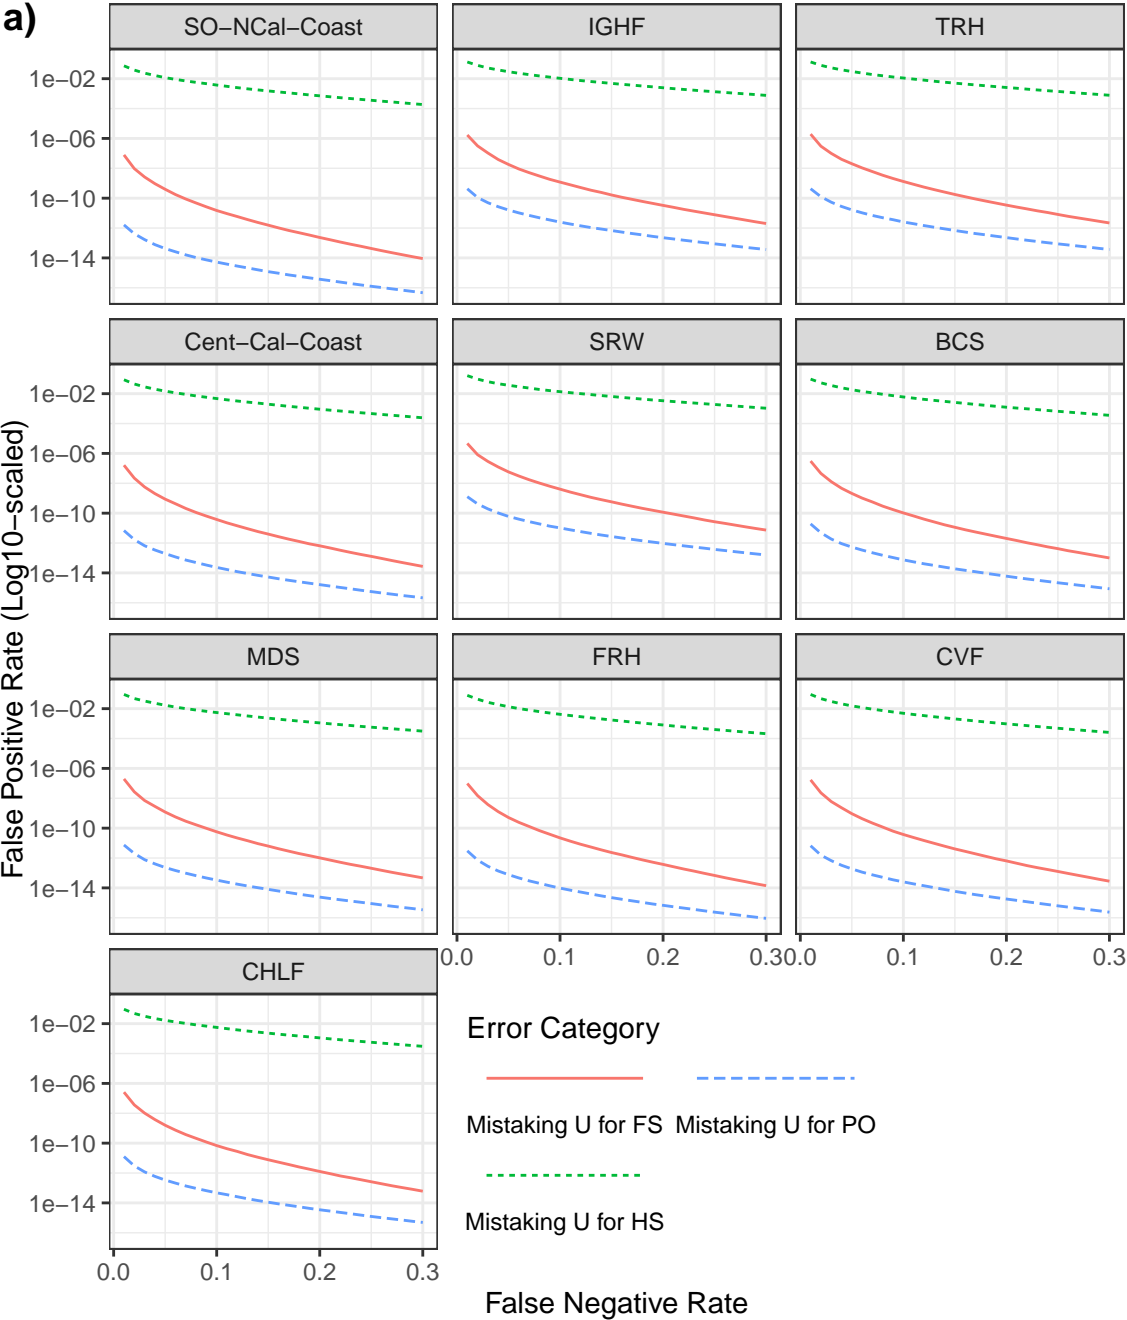 a)
SO−NCal−Coast
IGHF
TRH
1e−02
1e−06
1e−10
1e−14
Cent−Cal−Coast
SRW
BCS
1e−02
1e−06
1e−10
1e−14
False Positive Rate (Log10−scaled)
MDS
FRH
CVF
1e−02
1e−06
1e−10
1e−14
0.0 0.1 0.2 0.3
0.0 0.1 0.2 0.3
CHLF
1e−02
1e−06
1e−10
1e−14
0.0 0.1 0.2 0.3
Error Category
Mistaking U for FS
Mistaking U for PO
Mistaking U for HS
False Negative Rate